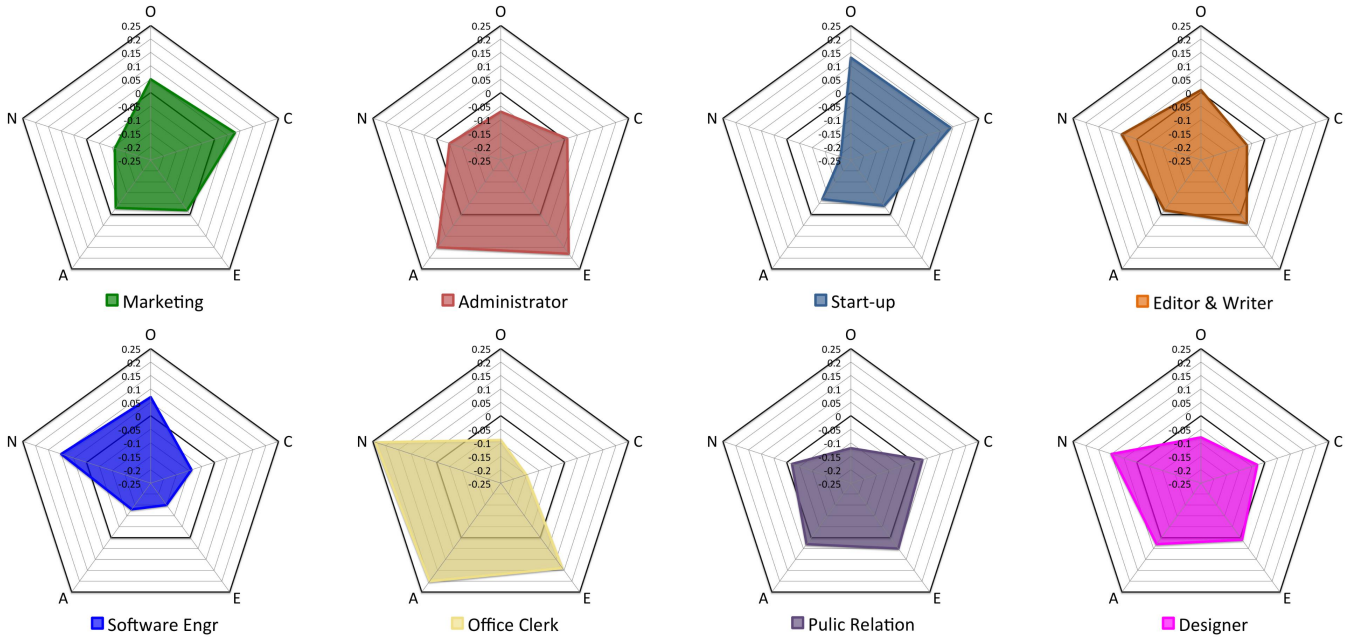 O
0.25
0.2
0.15
0.1
0.05
0
-0.05
-0.1
-0.15
-0.2
-0.25
N
C
A
E
Marketing
O
0.25
0.2
0.15
0.1
0.05
0
-0.05
-0.1
-0.15
-0.2
-0.25
N
C
A
E
Administrator
O
0.25
0.2
0.15
0.1
0.05
0
-0.05
-0.1
-0.15
-0.2
-0.25
N
C
A
E
Start-up
O
0.25
0.2
0.15
0.1
0.05
0
-0.05
-0.1
-0.15
-0.2
-0.25
N
C
A
E
Editor & Writer
O
0.25
0.2
0.15
0.1
0.05
0
-0.05
-0.1
-0.15
-0.2
-0.25
N
C
A
E
Software Engr
O
0.25
0.2
0.15
0.1
0.05
0
-0.05
-0.1
-0.15
-0.2
-0.25
N
C
A
E
Office Clerk
O
0.25
0.2
0.15
0.1
0.05
0
-0.05
-0.1
-0.15
-0.2
-0.25
N
C
A
E
Pulic Relation
O
0.25
0.2
0.15
0.1
0.05
0
-0.05
-0.1
-0.15
-0.2
-0.25
N
C
A
E
Designer